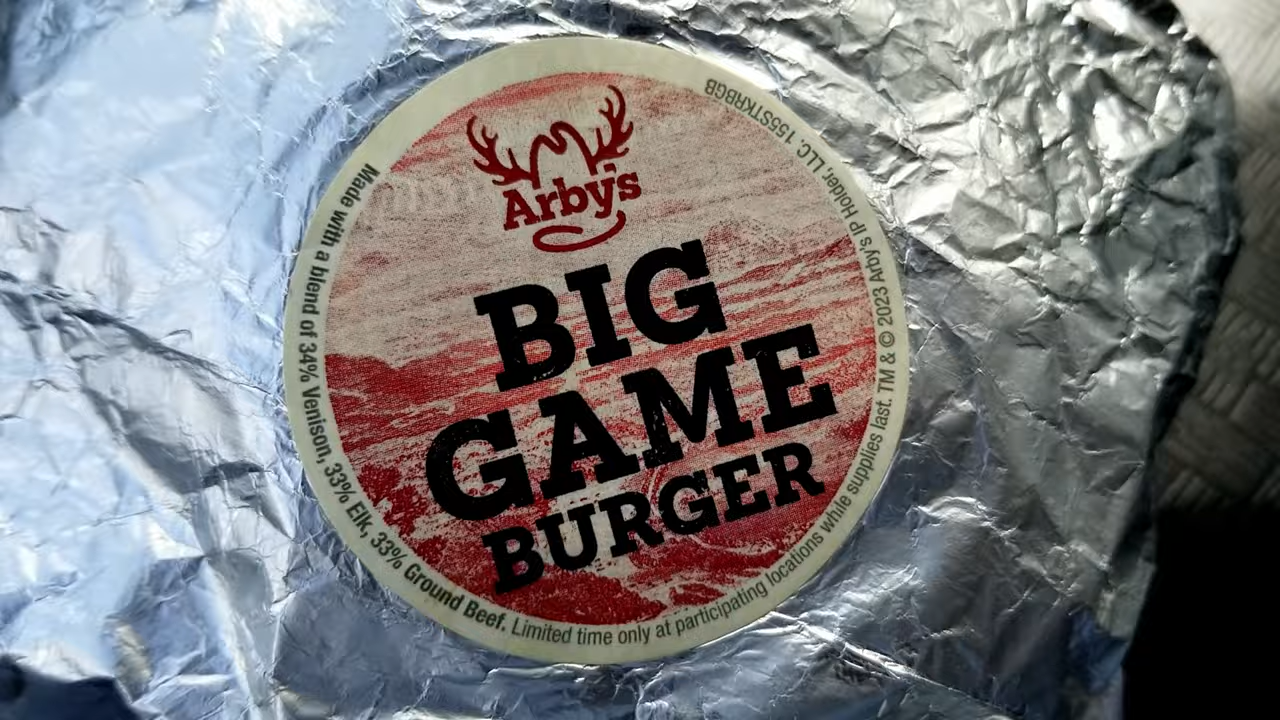 Arby's
BIG
GAME
BURGER
Made with a blend of 34% Venison, 33% Elk, 33% Ground Beef. Limited time only at participating locations while supplies last. TM & © 2023 Arby's IP Holder, LLC. 155STKRBGB